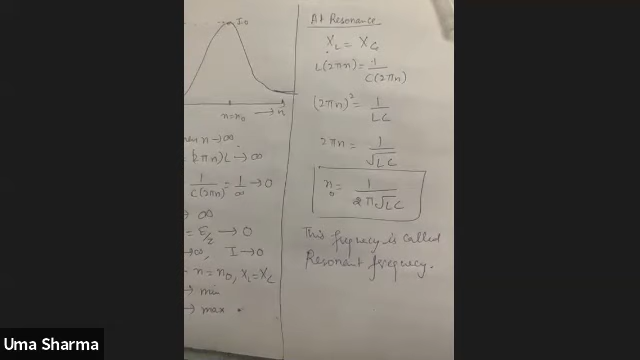 I₀
n=n₀ → n
when n→∞
(2πn)L → ∞
1/C(2πn) = 1/∞ → 0
→ ∞
= E/Z → 0
→∞, I→0
n = n₀, X_L = X_C
→ min
→ max
At Resonance
X_L = X_C
L(2πn) = 1/C(2πn)
(2πn)² = 1/LC
2πn = 1/√LC
n₀ = 1/2π√LC
This frequency is called
Resonant frequency.
Uma Sharma